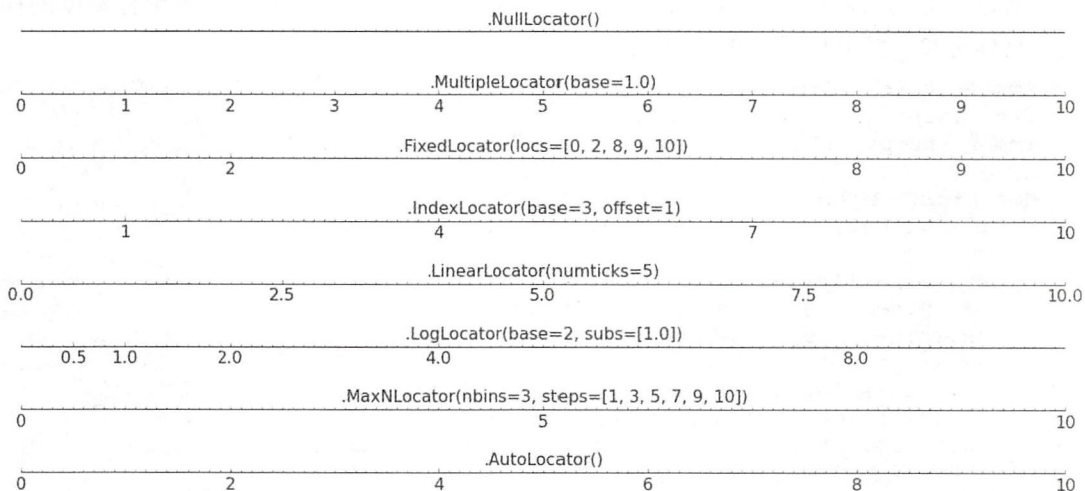 .NullLocator()
.MultipleLocator(base=1.0)
0 1 2 3 4 5 6 7 8 9 10
.FixedLocator(locs=[0, 2, 8, 9, 10])
0 2 8 9 10
.IndexLocator(base=3, offset=1)
1 4 7 10
.LinearLocator(numticks=5)
0.0 2.5 5.0 7.5 10.0
.LogLocator(base=2, subs=[1.0])
0.5 1.0 2.0 4.0 8.0
.MaxNLocator(nbins=3, steps=[1, 3, 5, 7, 9, 10])
0 5 10
.AutoLocator()
0 2 4 6 8 10